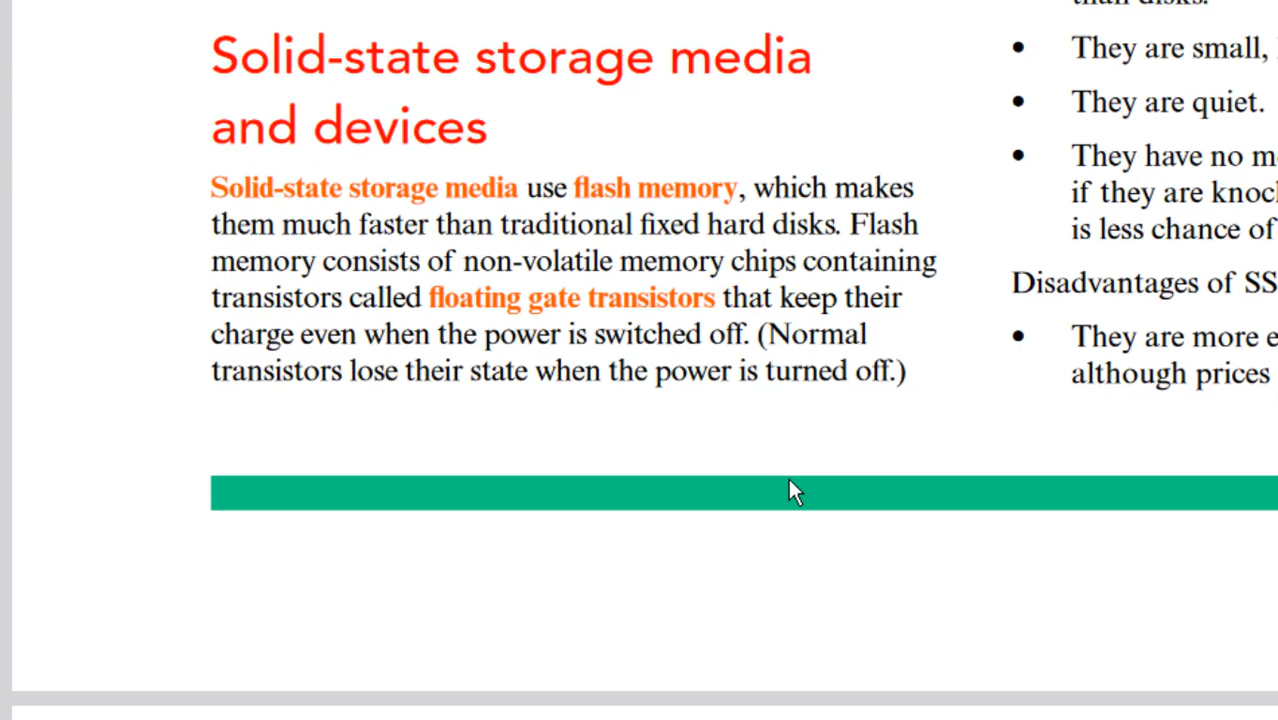 Solid-state storage media
and devices
Solid-state storage media use flash memory, which makes
them much faster than traditional fixed hard disks. Flash
memory consists of non-volatile memory chips containing
transistors called floating gate transistors that keep their
charge even when the power is switched off. (Normal
transistors lose their state when the power is turned off.)
than disks.
• They are small,
• They are quiet.
• They have no
if they are
is less chance of
Disadvantages of
• They are more
although prices